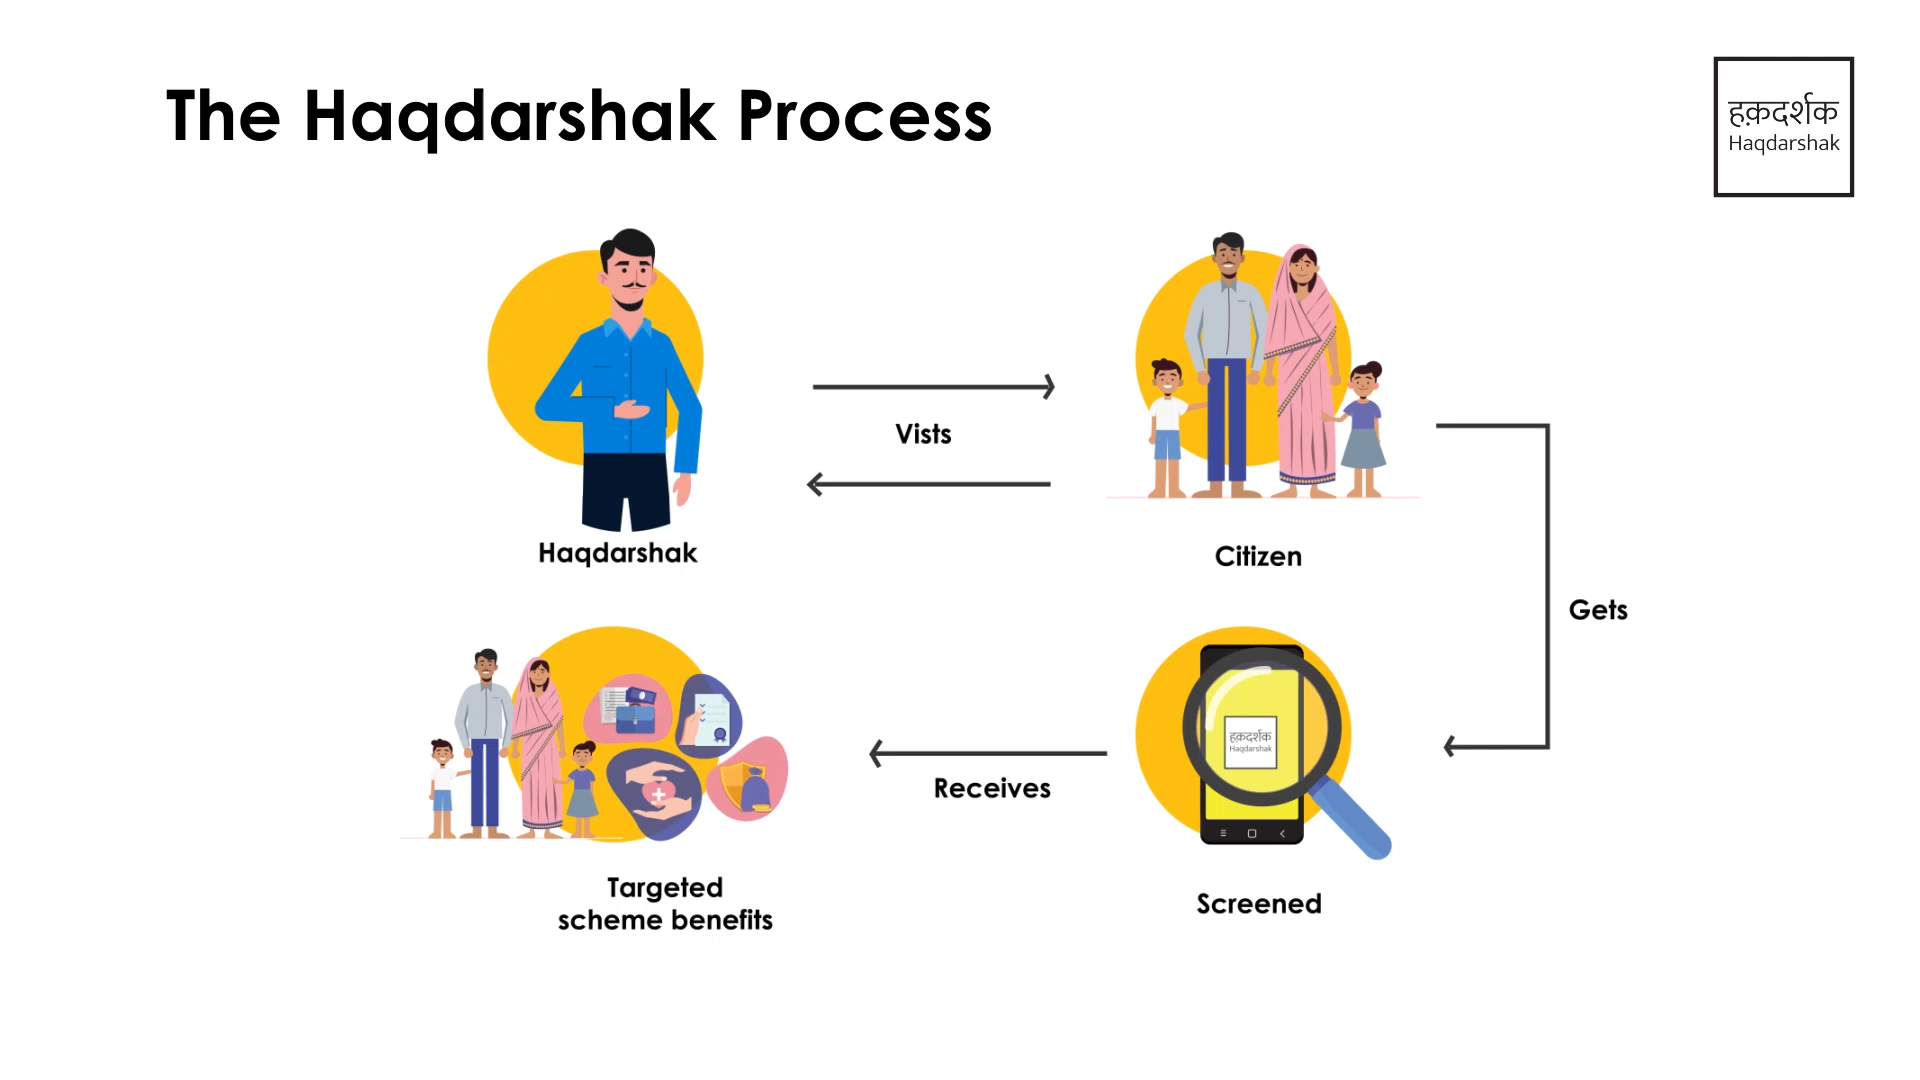 The Haqdarshak Process
हक़दर्शक
Haqdarshak
Vists
Haqdarshak
Citizen
Gets
हक़दर्शक
Haqdarshak
Receives
Targeted
scheme benefits
Screened